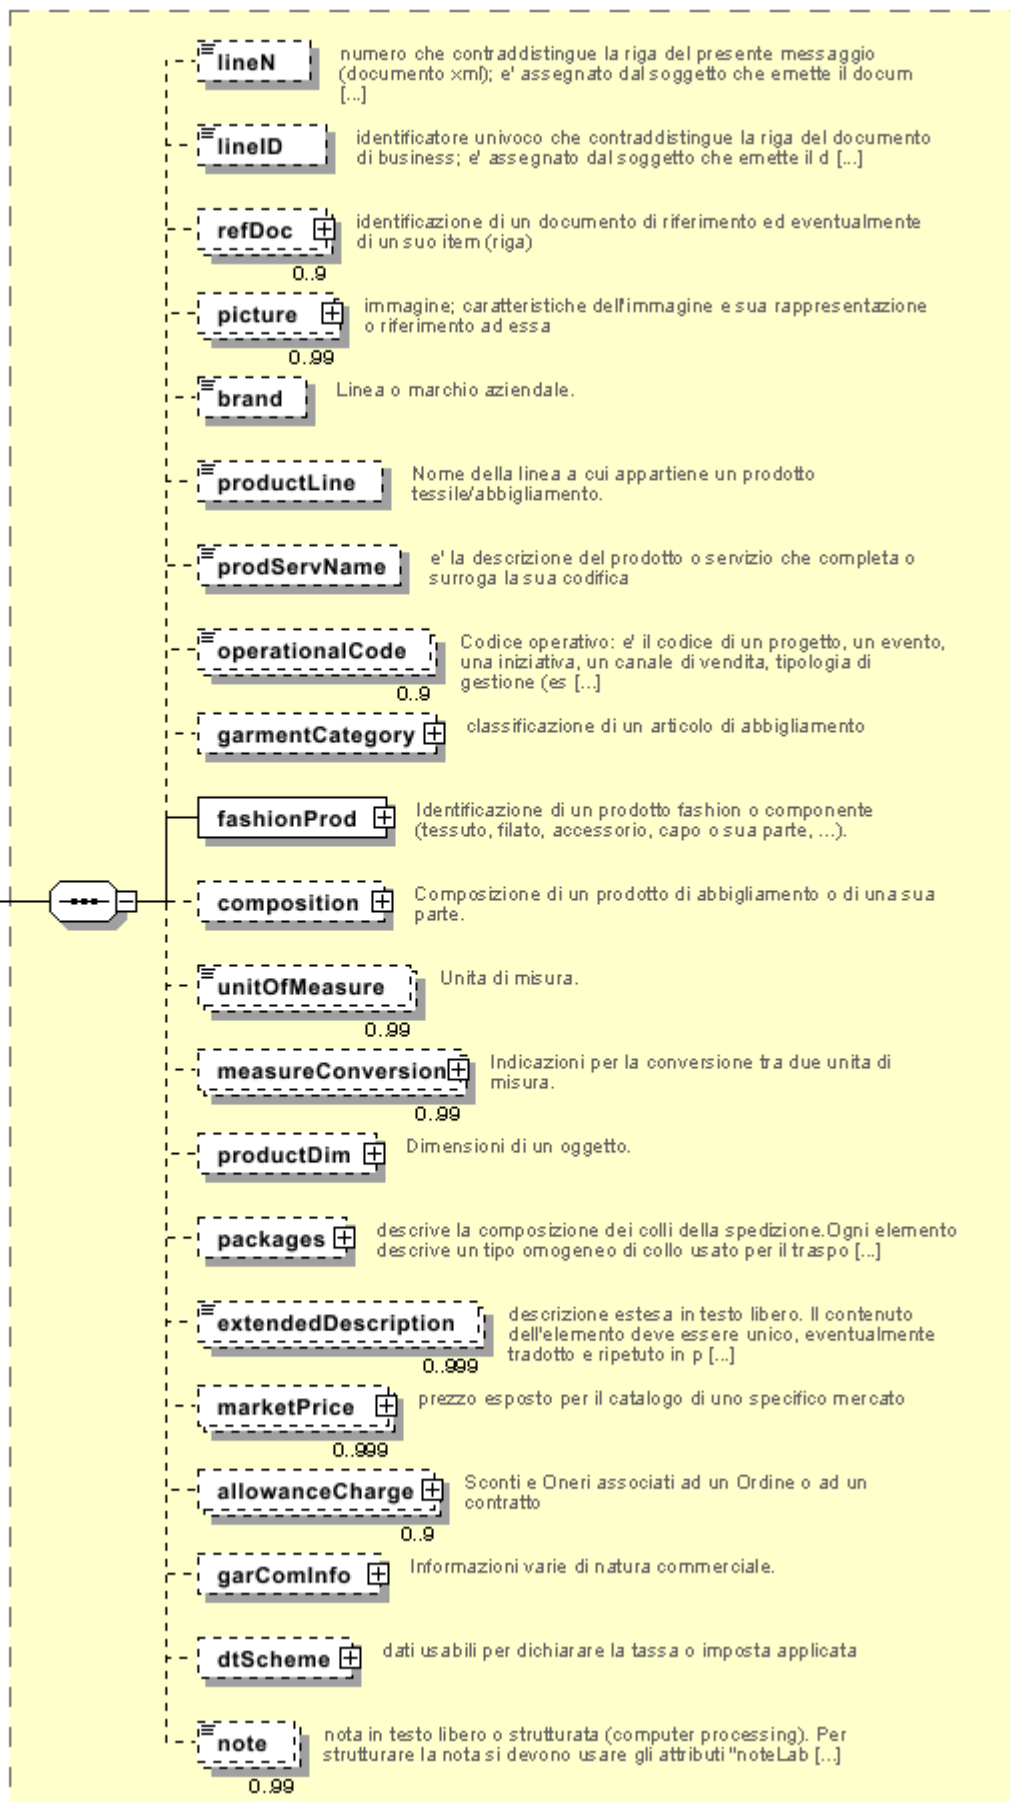 lineN
numero che contraddistingue la riga del presente messaggio
(documento xml); e' assegnato dal soggetto che emette il docum
[...]
lineID
identificatore univoco che contraddistingue la riga del documento
di business; e' assegnato dal soggetto che emette il d [...]
refDoc
identificazione di un documento di riferimento ed eventualmente
di un suo item (riga)
0..9
picture
immagine; caratteristiche dell'immagine e sua rappresentazione
o riferimento ad essa
0..99
brand
Linea o marchio aziendale.
productLine
Nome della linea a cui appartiene un prodotto
tessile/abbigliamento.
prodServName
e' la descrizione del prodotto o servizio che completa o
surroga la sua codifica
operationalCode
Codice operativo: e' il codice di un progetto, un evento,
una iniziativa, un canale di vendita, tipologia di
gestione (es [...]
0..9
garmentCategory
classificazione di un articolo di abbigliamento
fashionProd
Identificazione di un prodotto fashion o componente
(tessuto, filato, accessorio, capo o sua parte, ...).
composition
Composizione di un prodotto di abbigliamento o di una sua
parte.
unitOfMeasure
Unita di misura.
0..99
measureConversion
Indicazioni per la conversione tra due unita di
misura.
0..99
productDim
Dimensioni di un oggetto.
packages
descrive la composizione dei colli della spedizione.Ogni elemento
descrive un tipo omogeneo di collo usato per il traspo [...]
extendedDescription
descrizione estesa in testo libero. Il contenuto
dell'elemento deve essere unico, eventualmente
tradotto e ripetuto in p [...]
0..999
marketPrice
prezzo esposto per il catalogo di uno specifico mercato
0..999
allowanceCharge
Sconti e Oneri associati ad un Ordine o ad un
contratto
0..9
garComInfo
Informazioni varie di natura commerciale.
dtScheme
dati usabili per dichiarare la tassa o imposta applicata
note
nota in testo libero o strutturata (computer processing). Per
strutturare la nota si devono usare gli attributi "noteLab [...]
0..99